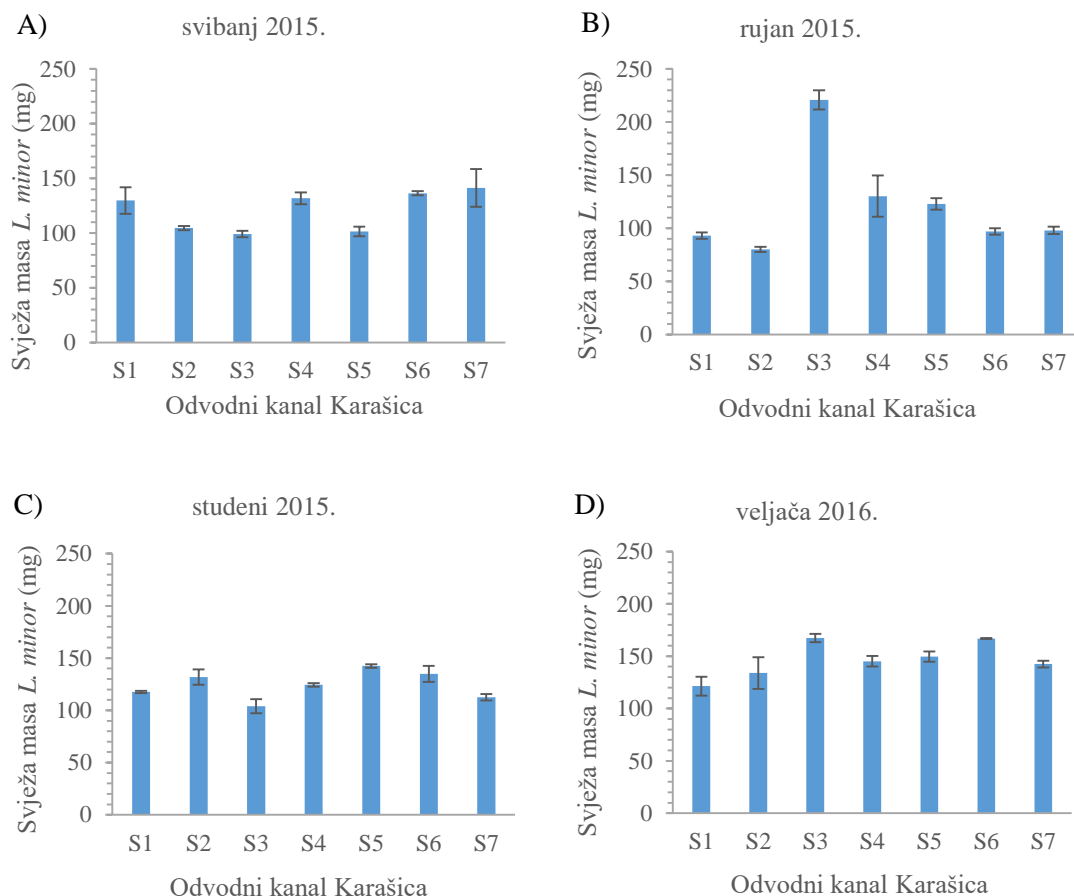 A)
svibanj 2015.
Svježa masa L. minor (mg)
250
200
150
100
50
0
S1 S2 S3 S4 S5 S6 S7
Odvodni kanal Karašica
B)
rujan 2015.
Svježa masa L. minor (mg)
250
200
150
100
50
0
S1 S2 S3 S4 S5 S6 S7
Odvodni kanal Karašica
C)
studeni 2015.
Svježa masa L. minor (mg)
250
200
150
100
50
0
S1 S2 S3 S4 S5 S6 S7
Odvodni kanal Karašica
D)
veljača 2016.
Svježa masa L. minor (mg)
250
200
150
100
50
0
S1 S2 S3 S4 S5 S6 S7
Odvodni kanal Karašica